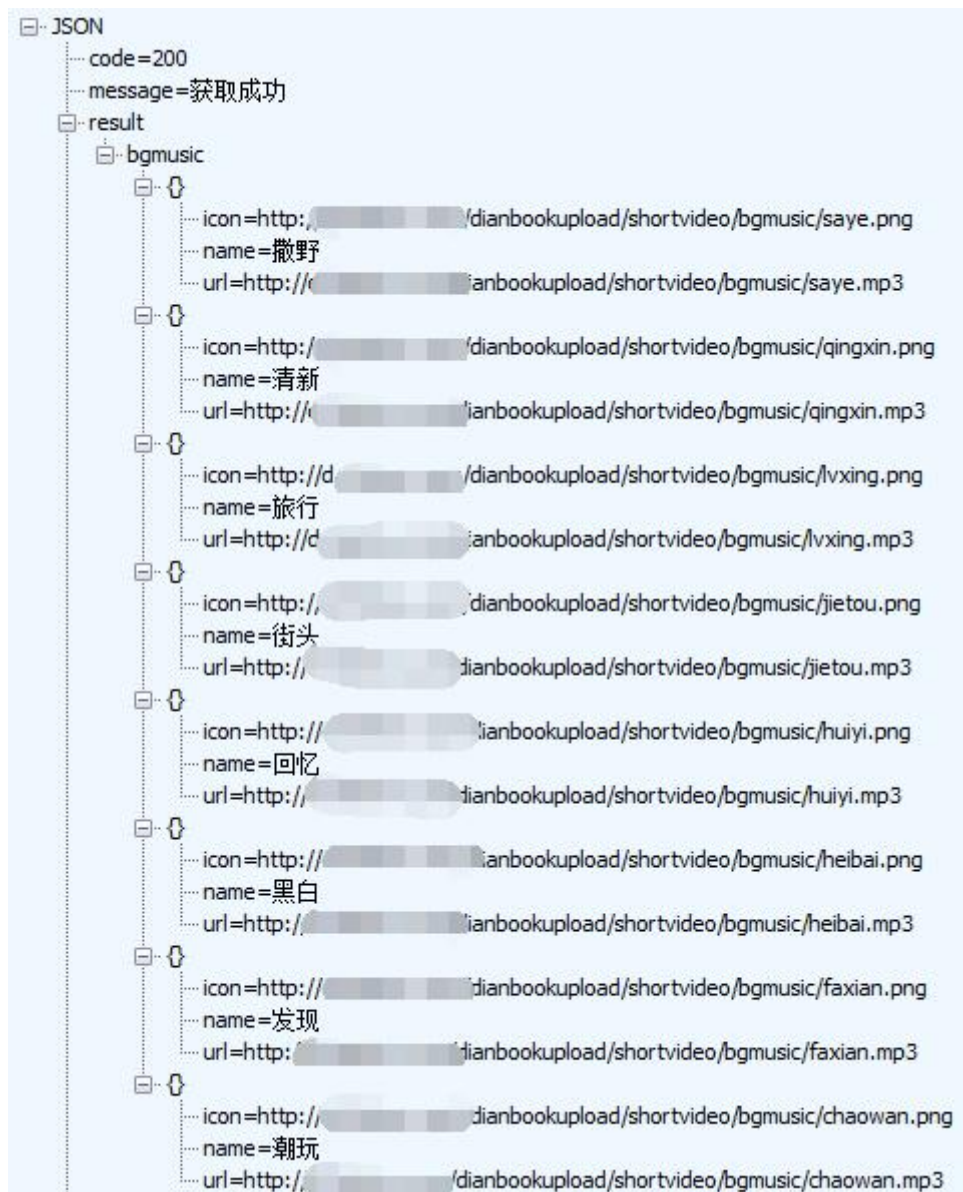 JSON
code=200
message=获取成功
result
bgmusic
{}
icon=http:/ /dianbookupload/shortvideo/bgmusic/saye.png
name=撒野
url=http:// ianbookupload/shortvideo/bgmusic/saye.mp3
{}
icon=http:/ /dianbookupload/shortvideo/bgmusic/qingxin.png
name=清新
url=http:// ianbookupload/shortvideo/bgmusic/qingxin.mp3
{}
icon=http://d /dianbookupload/shortvideo/bgmusic/lvxing.png
name=旅行
url=http://d anbookupload/shortvideo/bgmusic/lvxing.mp3
{}
icon=http:// dianbookupload/shortvideo/bgmusic/jietou.png
name=街头
url=http:// dianbookupload/shortvideo/bgmusic/jietou.mp3
{}
icon=http:// ianbookupload/shortvideo/bgmusic/huiyi.png
name=回忆
url=http:// dianbookupload/shortvideo/bgmusic/huiyi.mp3
{}
icon=http:// anbookupload/shortvideo/bgmusic/heibai.png
name=黑白
url=http:/ ianbookupload/shortvideo/bgmusic/heibai.mp3
{}
icon=http:// dianbookupload/shortvideo/bgmusic/faxian.png
name=发现
url=http: dianbookupload/shortvideo/bgmusic/faxian.mp3
{}
icon=http:// dianbookupload/shortvideo/bgmusic/chaowan.png
name=潮玩
url=http:/ /dianbookupload/shortvideo/bgmusic/chaowan.mp3